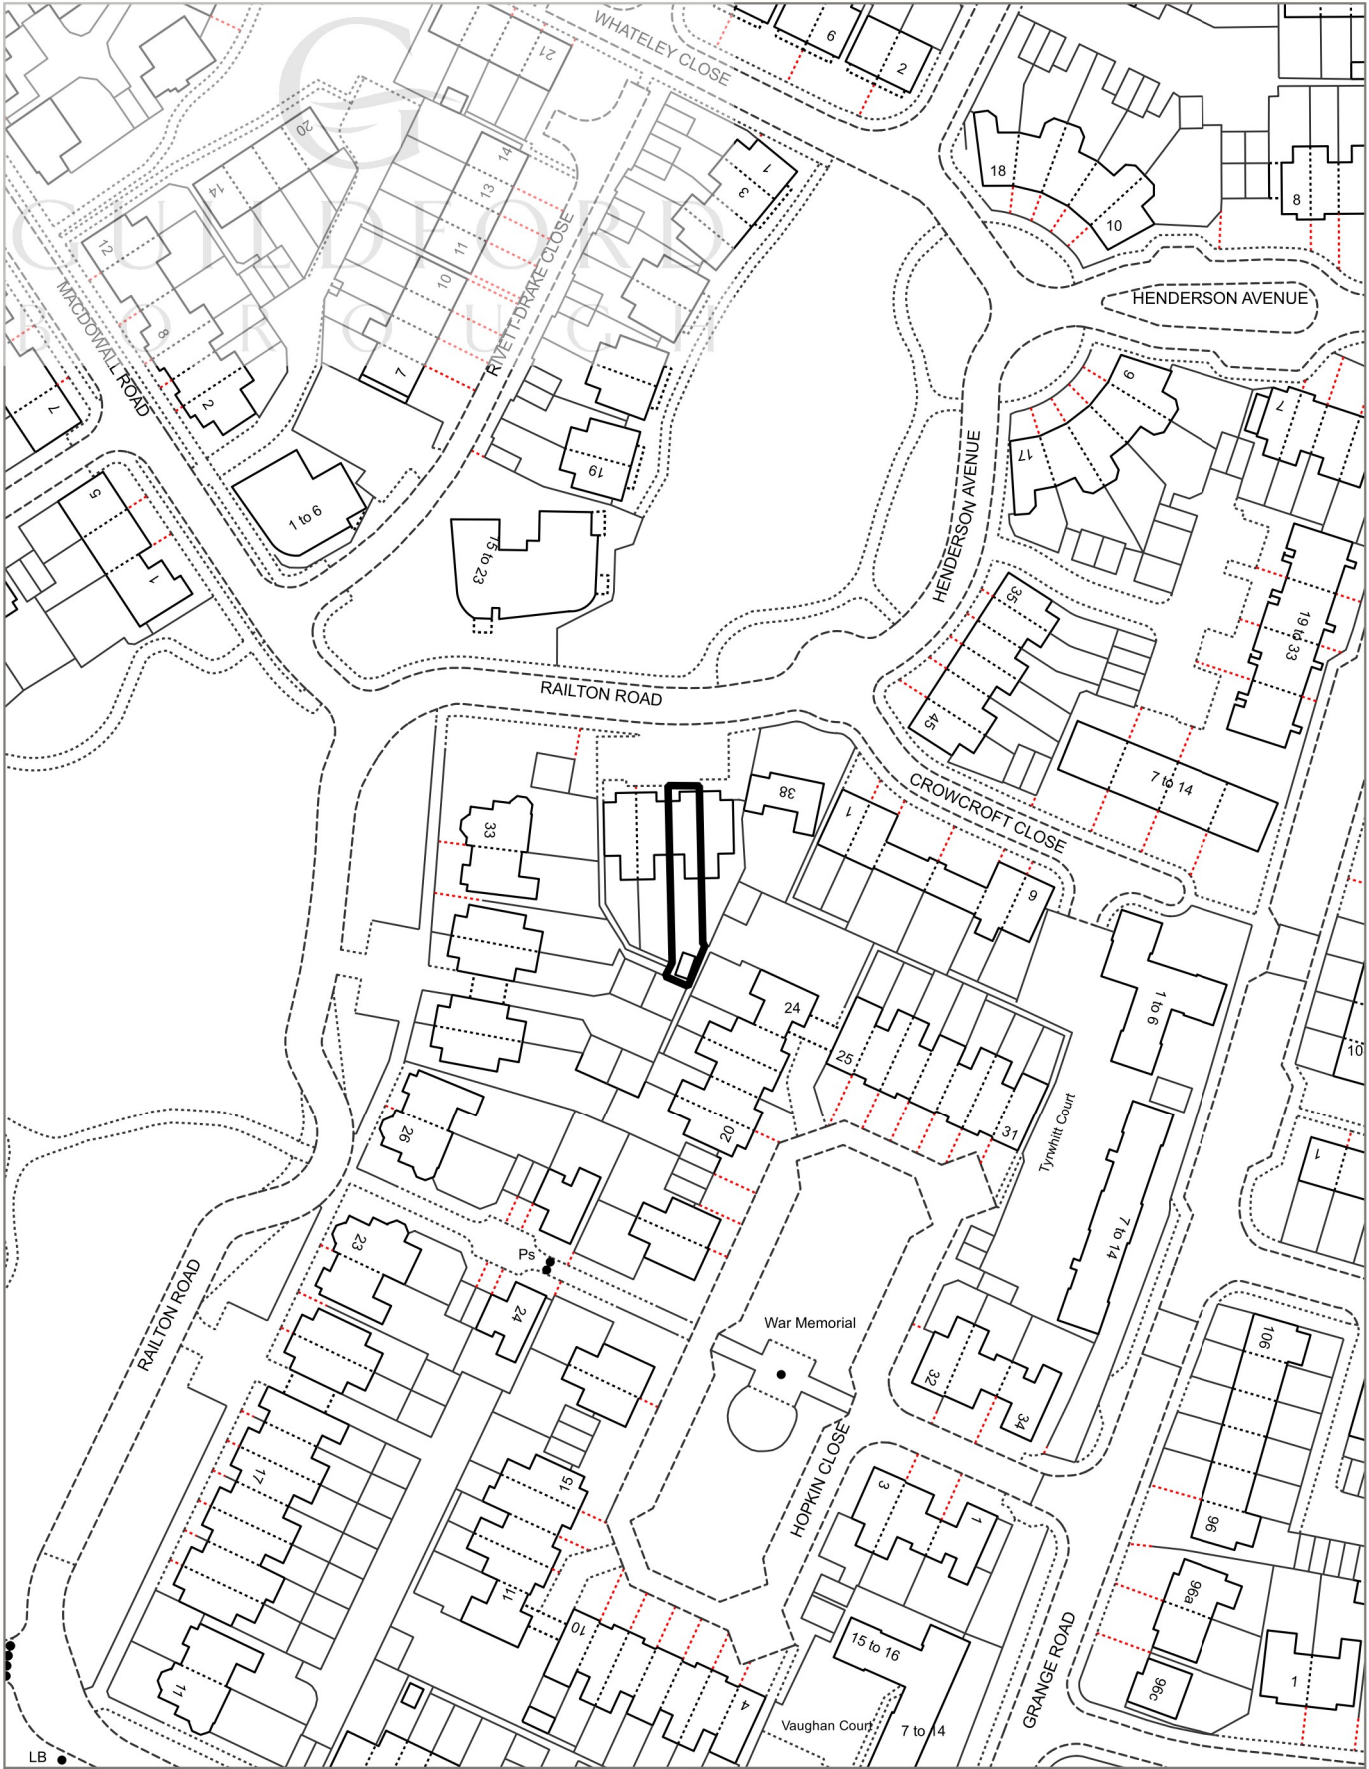 WHATELEY CLOSE
21
6
2
GUILDFORD
BOROUGH
20
14
14
13
11
10
7
12
8
2
1
3
18
10
8
HENDERSON AVENUE
MACDOWALL ROAD
RIVETT-DRAKE CLOSE
7
19
9
17
7
HENDERSON AVENUE
5
1
1 to 6
15 to 23
35
45
19 to 33
RAILTON ROAD
7 to 14
CROWCROFT CLOSE
38
33
1
9
24
25
31
20
1 to 6
10
Tyrwhitt Court
26
1
23
Ps
24
7 to 14
RAILTON ROAD
War Memorial
32
34
106
96
HOPKIN CLOSE
17
15
11
3
1
10
4
11
15 to 16
96a
96c
1
GRANGE ROAD
Vaughan Court
7 to 14
LB